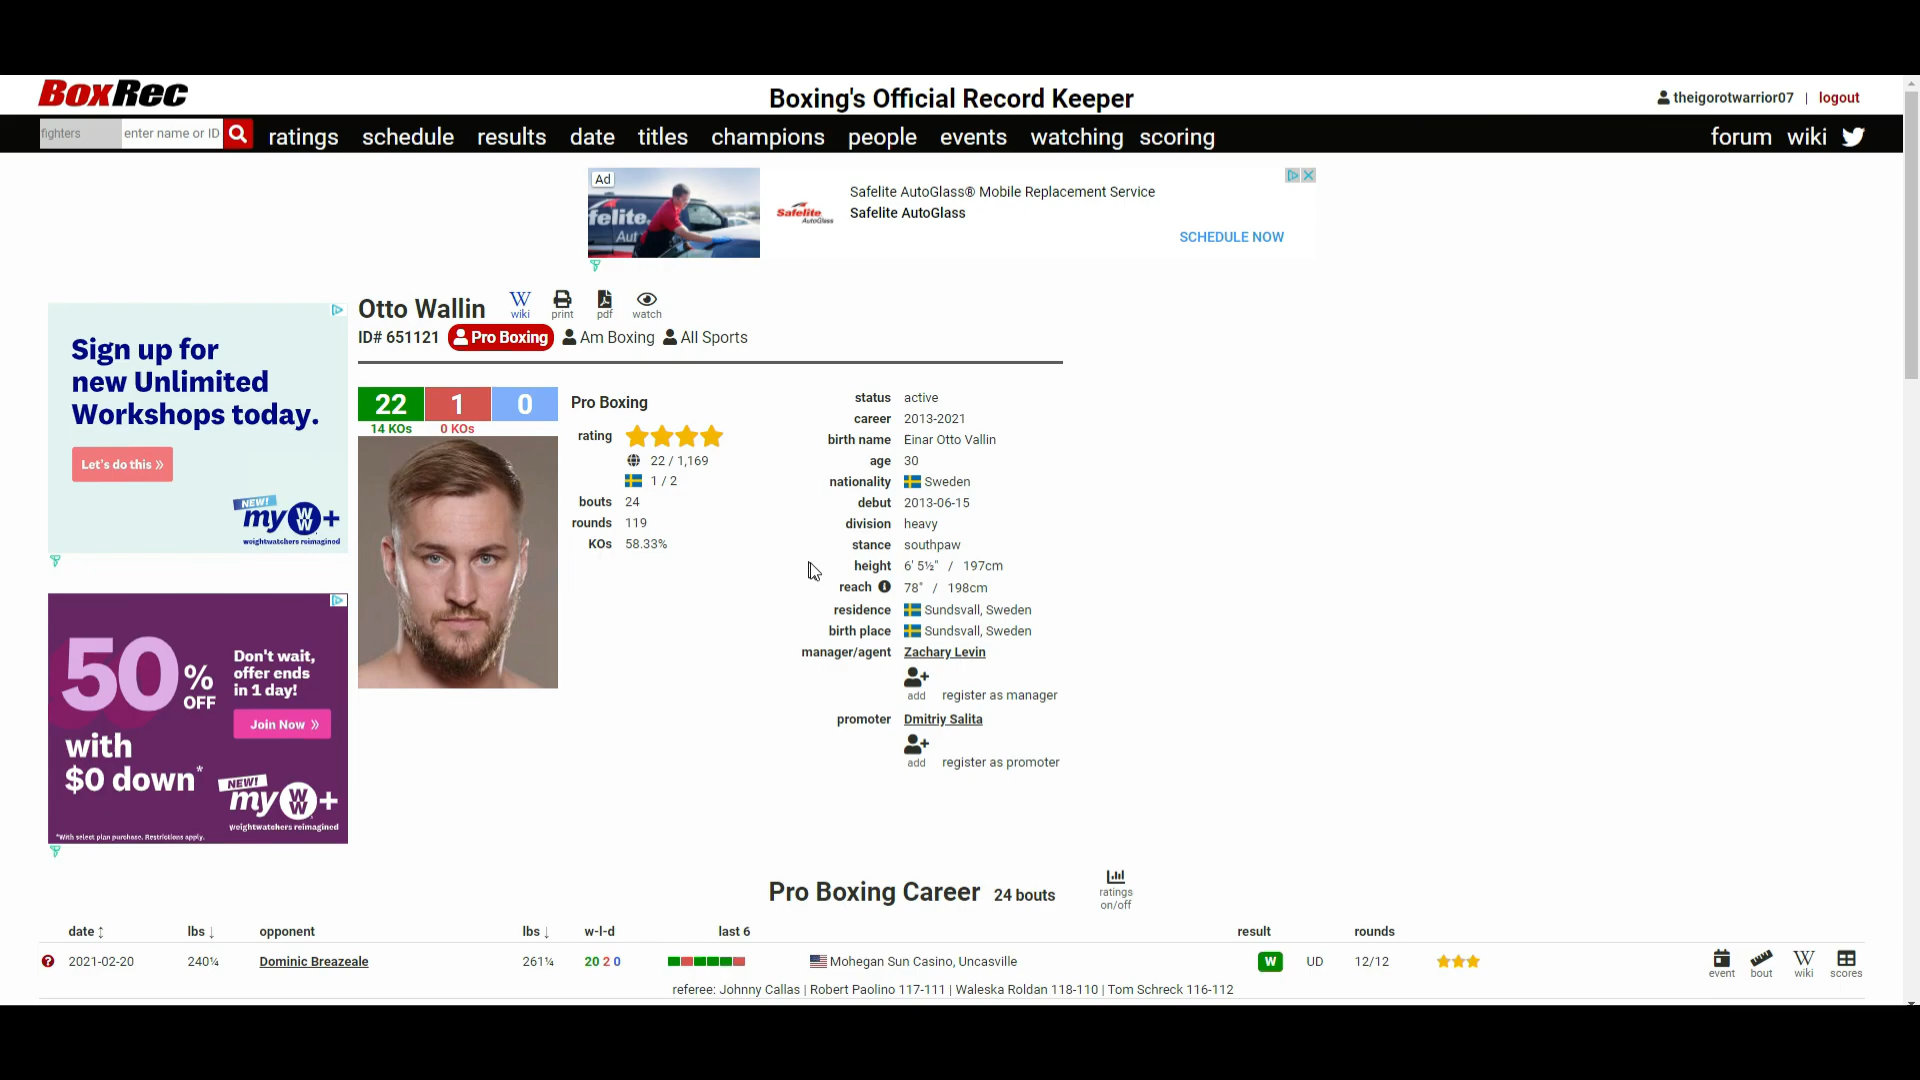 BoxRec
Boxing's Official Record Keeper
theigorotwarrior07 | logout
fighters enter name or ID ratings schedule results date titles champions people events watching scoring forum wiki
Ad
felite.
Aut
Safelite
AutoGlass
Safelite AutoGlass® Mobile Replacement Service
Safelite AutoGlass
SCHEDULE NOW
Sign up for
new Unlimited
Workshops today.
Let's do this »
NEW!
my WW +
weightwatchers reimagined
50% OFF
with
$0 down*
Don't wait,
offer ends
in 1 day!
Join Now »
NEW!
my WW +
weightwatchers reimagined
*With select plan purchase. Restrictions apply.
Otto Wallin
W wiki print pdf watch
ID# 651121 Pro Boxing Am Boxing All Sports
22 1 0
14 KOs 0 KOs
Pro Boxing
rating
22 / 1,169
1 / 2
bouts 24
rounds 119
KOs 58.33%
status active
career 2013-2021
birth name Einar Otto Vallin
age 30
nationality Sweden
debut 2013-06-15
division heavy
stance southpaw
height 6' 5½" / 197cm
reach 78" / 198cm
residence Sundsvall, Sweden
birth place Sundsvall, Sweden
manager/agent Zachary Levin
add register as manager
promoter Dmitriy Salita
add register as promoter
Pro Boxing Career 24 bouts
ratings
on/off
date ↕ lbs ↓ opponent lbs ↓ w-l-d last 6 result rounds
2021-02-20 240¼ Dominic Breazeale 261¼ 20 2 0 Mohegan Sun Casino, Uncasville W UD 12/12 event bout W wiki scores
referee: Johnny Callas | Robert Paolino 117-111 | Waleska Roldan 118-110 | Tom Schreck 116-112